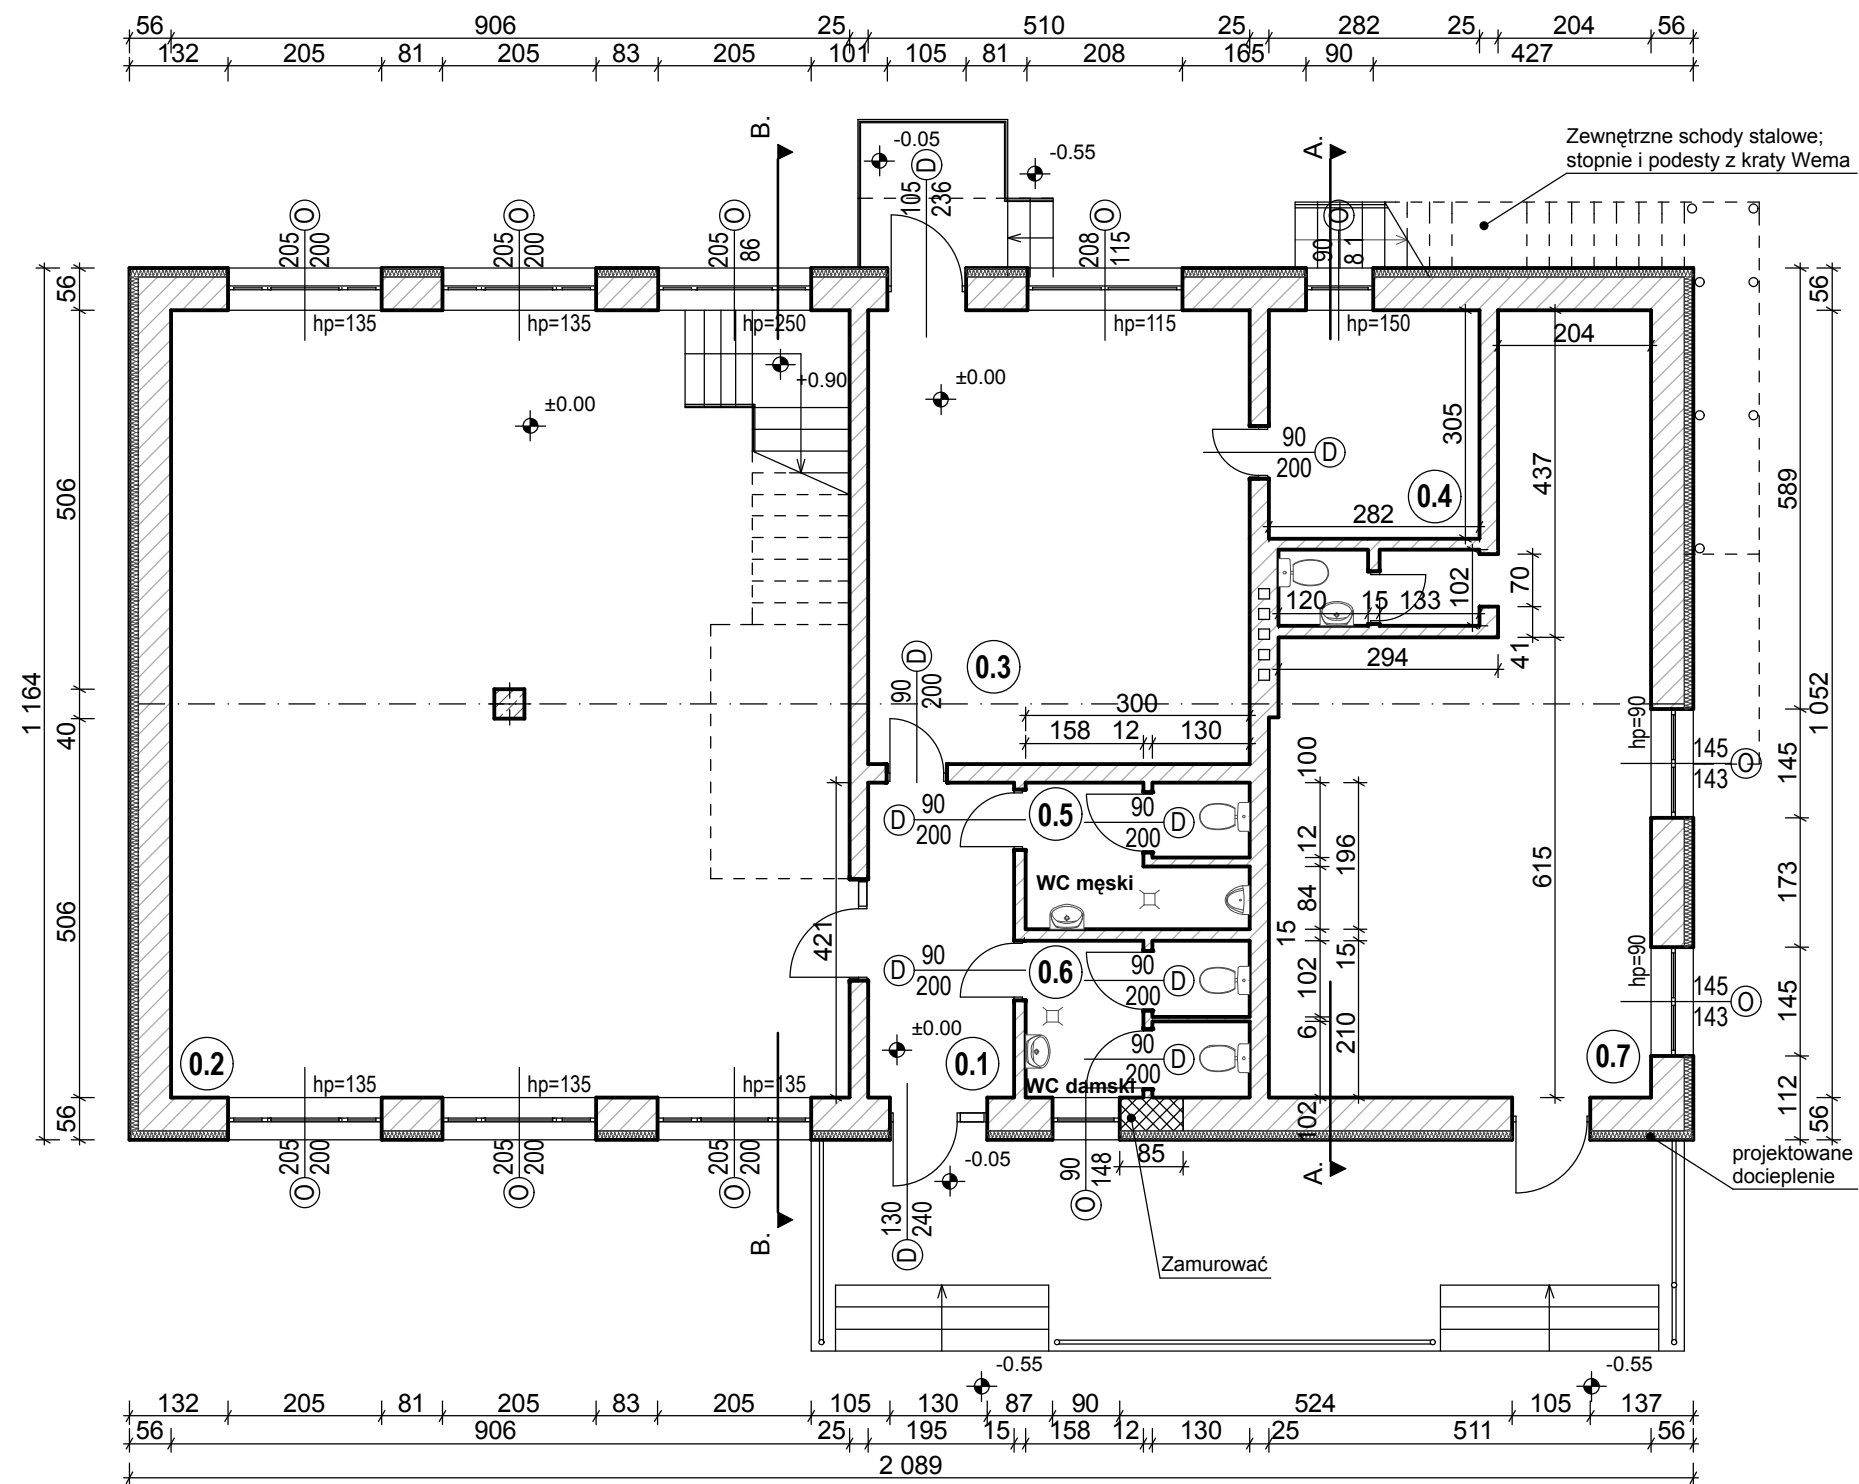 56 906 25 510 25 282 25 204 56
132 205 81 205 83 205 101 105 81 208 165 90 427
Zewnętrzne schody stalowe;
stopnie i podesty z kraty Wema
B.
A.
-0.05
-0.55
D
105
236
O
205
200
O
205
200
O
205
86
O
208
115
O
90
81
hp=135
hp=135
hp=250
hp=115
hp=150
204
+0.90
±0.00
±0.00
305
437
90
200
D
0.4
282
102
70
120 15 133
41
294
0.3
D
90
200
300
158 12 130
hp=90
145
143
O
100
12
196
84
15
15
102
6
210
102
615
D
90
200
0.5
90
200
D
WC męski
421
D
90
200
0.6
90
200
D
hp=90
145
143
O
±0.00
0.2
0.1
90
200
D
WC damski
0.7
hp=135
hp=135
hp=135
205
200
O
205
200
O
205
200
O
-0.05
90
148
O
85
130
240
D
B.
A.
Zamurować
projektowane
docieplenie
56
506
40
506
56
1 164
589
145
173
145
112
56
1 052
56
-0.55
-0.55
132 205 81 205 83 205 105 130 87 90 524 105 137
56 906 25 195 15 158 12 130 25 511 56
2 089